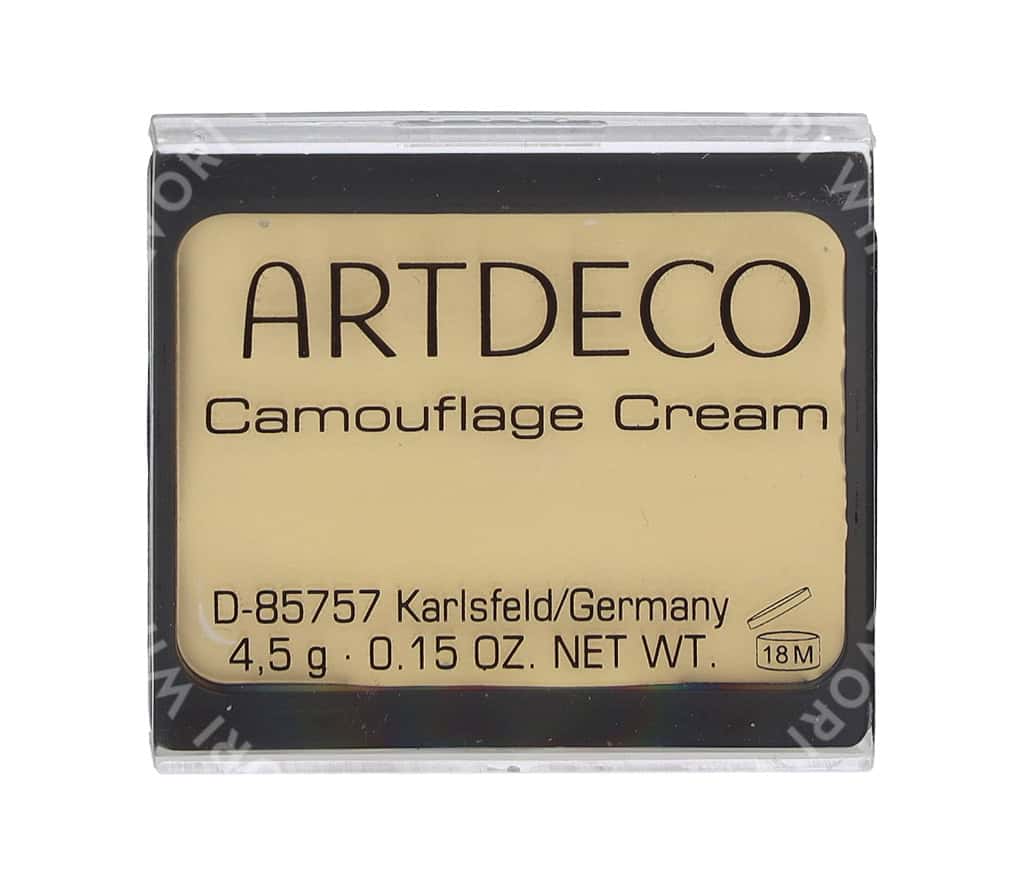 ARTDECO
Camouflage Cream
D-85757 Karlsfeld/Germany
4,5 g · 0.15 OZ. NET WT.
18 M